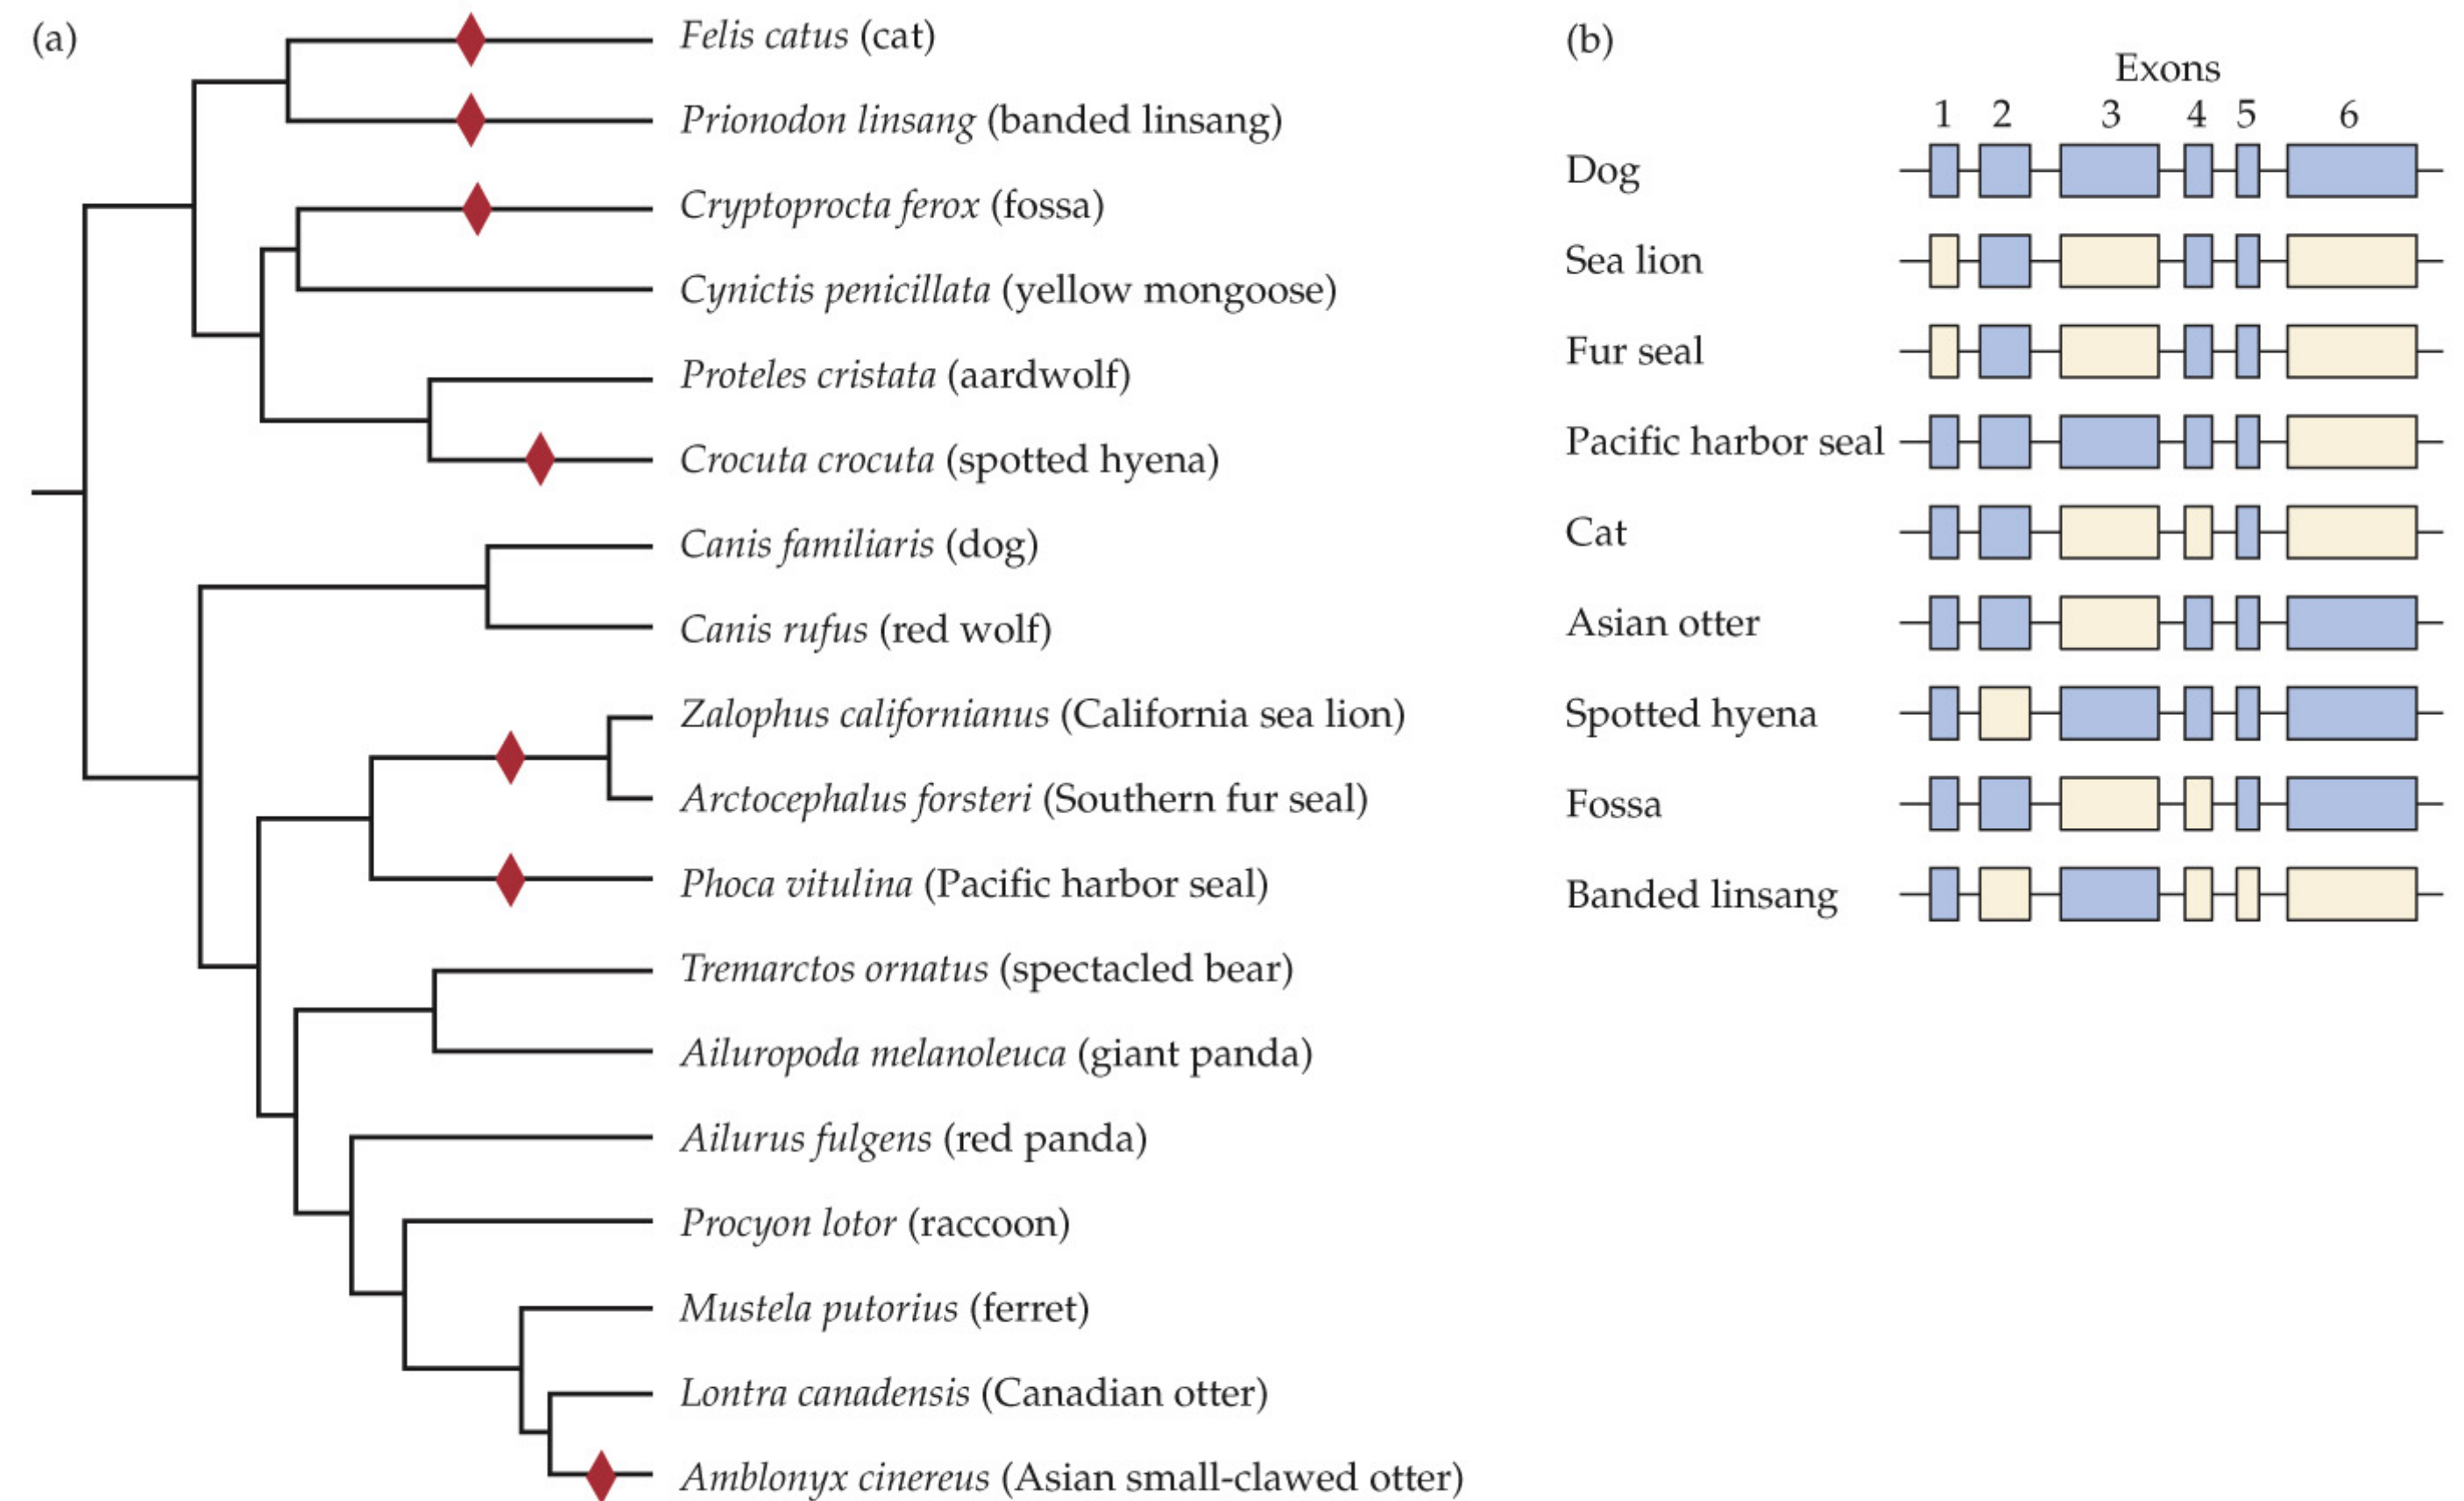 (a)
Felis catus (cat)
Prionodon linsang (banded linsang)
Cryptoprocta ferox (fossa)
Cynictis penicillata (yellow mongoose)
Proteles cristata (aardwolf)
Crocuta crocuta (spotted hyena)
Canis familiaris (dog)
Canis rufus (red wolf)
Zalophus californianus (California sea lion)
Arctocephalus forsteri (Southern fur seal)
Phoca vitulina (Pacific harbor seal)
Tremarctos ornatus (spectacled bear)
Ailuropoda melanoleuca (giant panda)
Ailurus fulgens (red panda)
Procyon lotor (raccoon)
Mustela putorius (ferret)
Lontra canadensis (Canadian otter)
Amblonyx cinereus (Asian small-clawed otter)
(b)
Exons
1 2 3 4 5 6
Dog
Sea lion
Fur seal
Pacific harbor seal
Cat
Asian otter
Spotted hyena
Fossa
Banded linsang